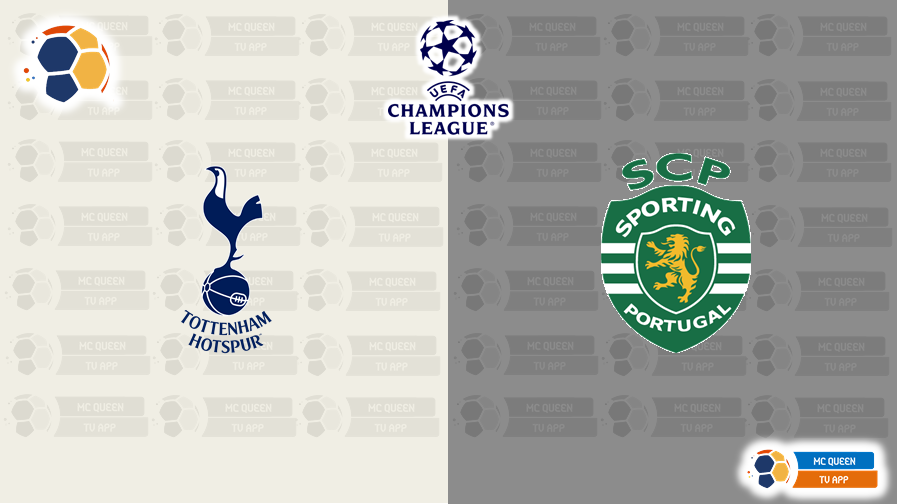 UEFA
CHAMPIONS
LEAGUE
TOTTENHAM
HOTSPUR
SCP
SPORTING
PORTUGAL
MC QUEEN
TV APP